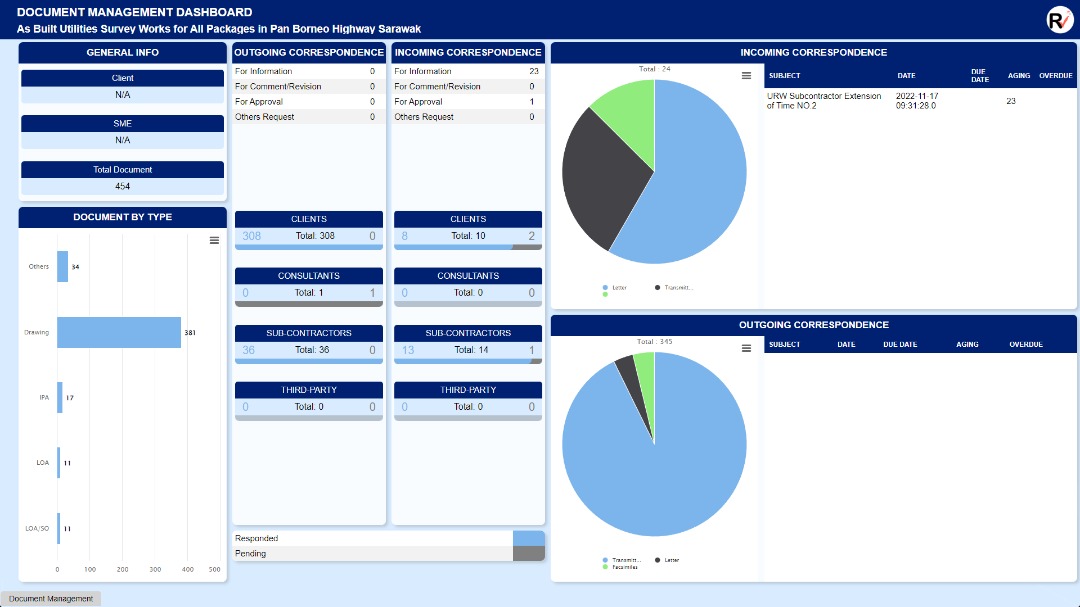 DOCUMENT MANAGEMENT DASHBOARD
As Built Utilities Survey Works for All Packages in Pan Borneo Highway Sarawak
R
GENERAL INFO
Client
N/A
SME
N/A
Total Document
454
DOCUMENT BY TYPE
Others 34
Drawing 381
IPA 17
LOA 11
LOA/SO 11
0 100 200 300 400 500
OUTGOING CORRESPONDENCE
For Information 0
For Comment/Revision 0
For Approval 0
Others Request 0
CLIENTS
308 Total: 308 0
CONSULTANTS
0 Total: 1 1
SUB-CONTRACTORS
36 Total: 36 0
THIRD-PARTY
0 Total: 0 0
INCOMING CORRESPONDENCE
For Information 23
For Comment/Revision 0
For Approval 1
Others Request 0
CLIENTS
8 Total: 10 2
CONSULTANTS
0 Total: 0 0
SUB-CONTRACTORS
13 Total: 14 1
THIRD-PARTY
0 Total: 0 0
Responded
Pending
INCOMING CORRESPONDENCE
Total : 24
Letter Transmitt...
SUBJECT DATE DUE DATE AGING OVERDUE
URW Subcontractor Extension of Time NO.2 2022-11-17 09:31:28.0 23
OUTGOING CORRESPONDENCE
Total : 345
Transmitt... Letter
Facsimiles
SUBJECT DATE DUE DATE AGING OVERDUE
Document Management